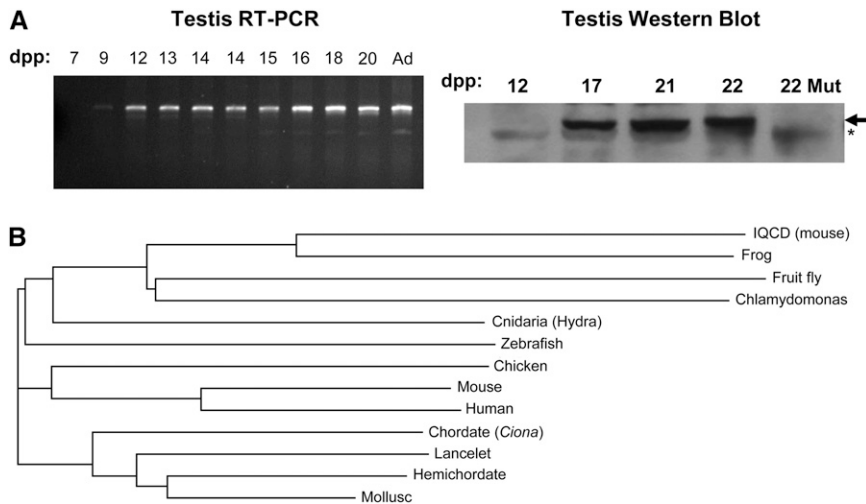 A
Testis RT-PCR
dpp: 7 9 12 13 14 14 15 16 18 20 Ad
Testis Western Blot
dpp: 12 17 21 22 22 Mut
*
B
IQCD (mouse)
Frog
Fruit fly
Chlamydomonas
Cnidaria (Hydra)
Zebrafish
Chicken
Mouse
Human
Chordate (Ciona)
Lancelet
Hemichordate
Mollusc